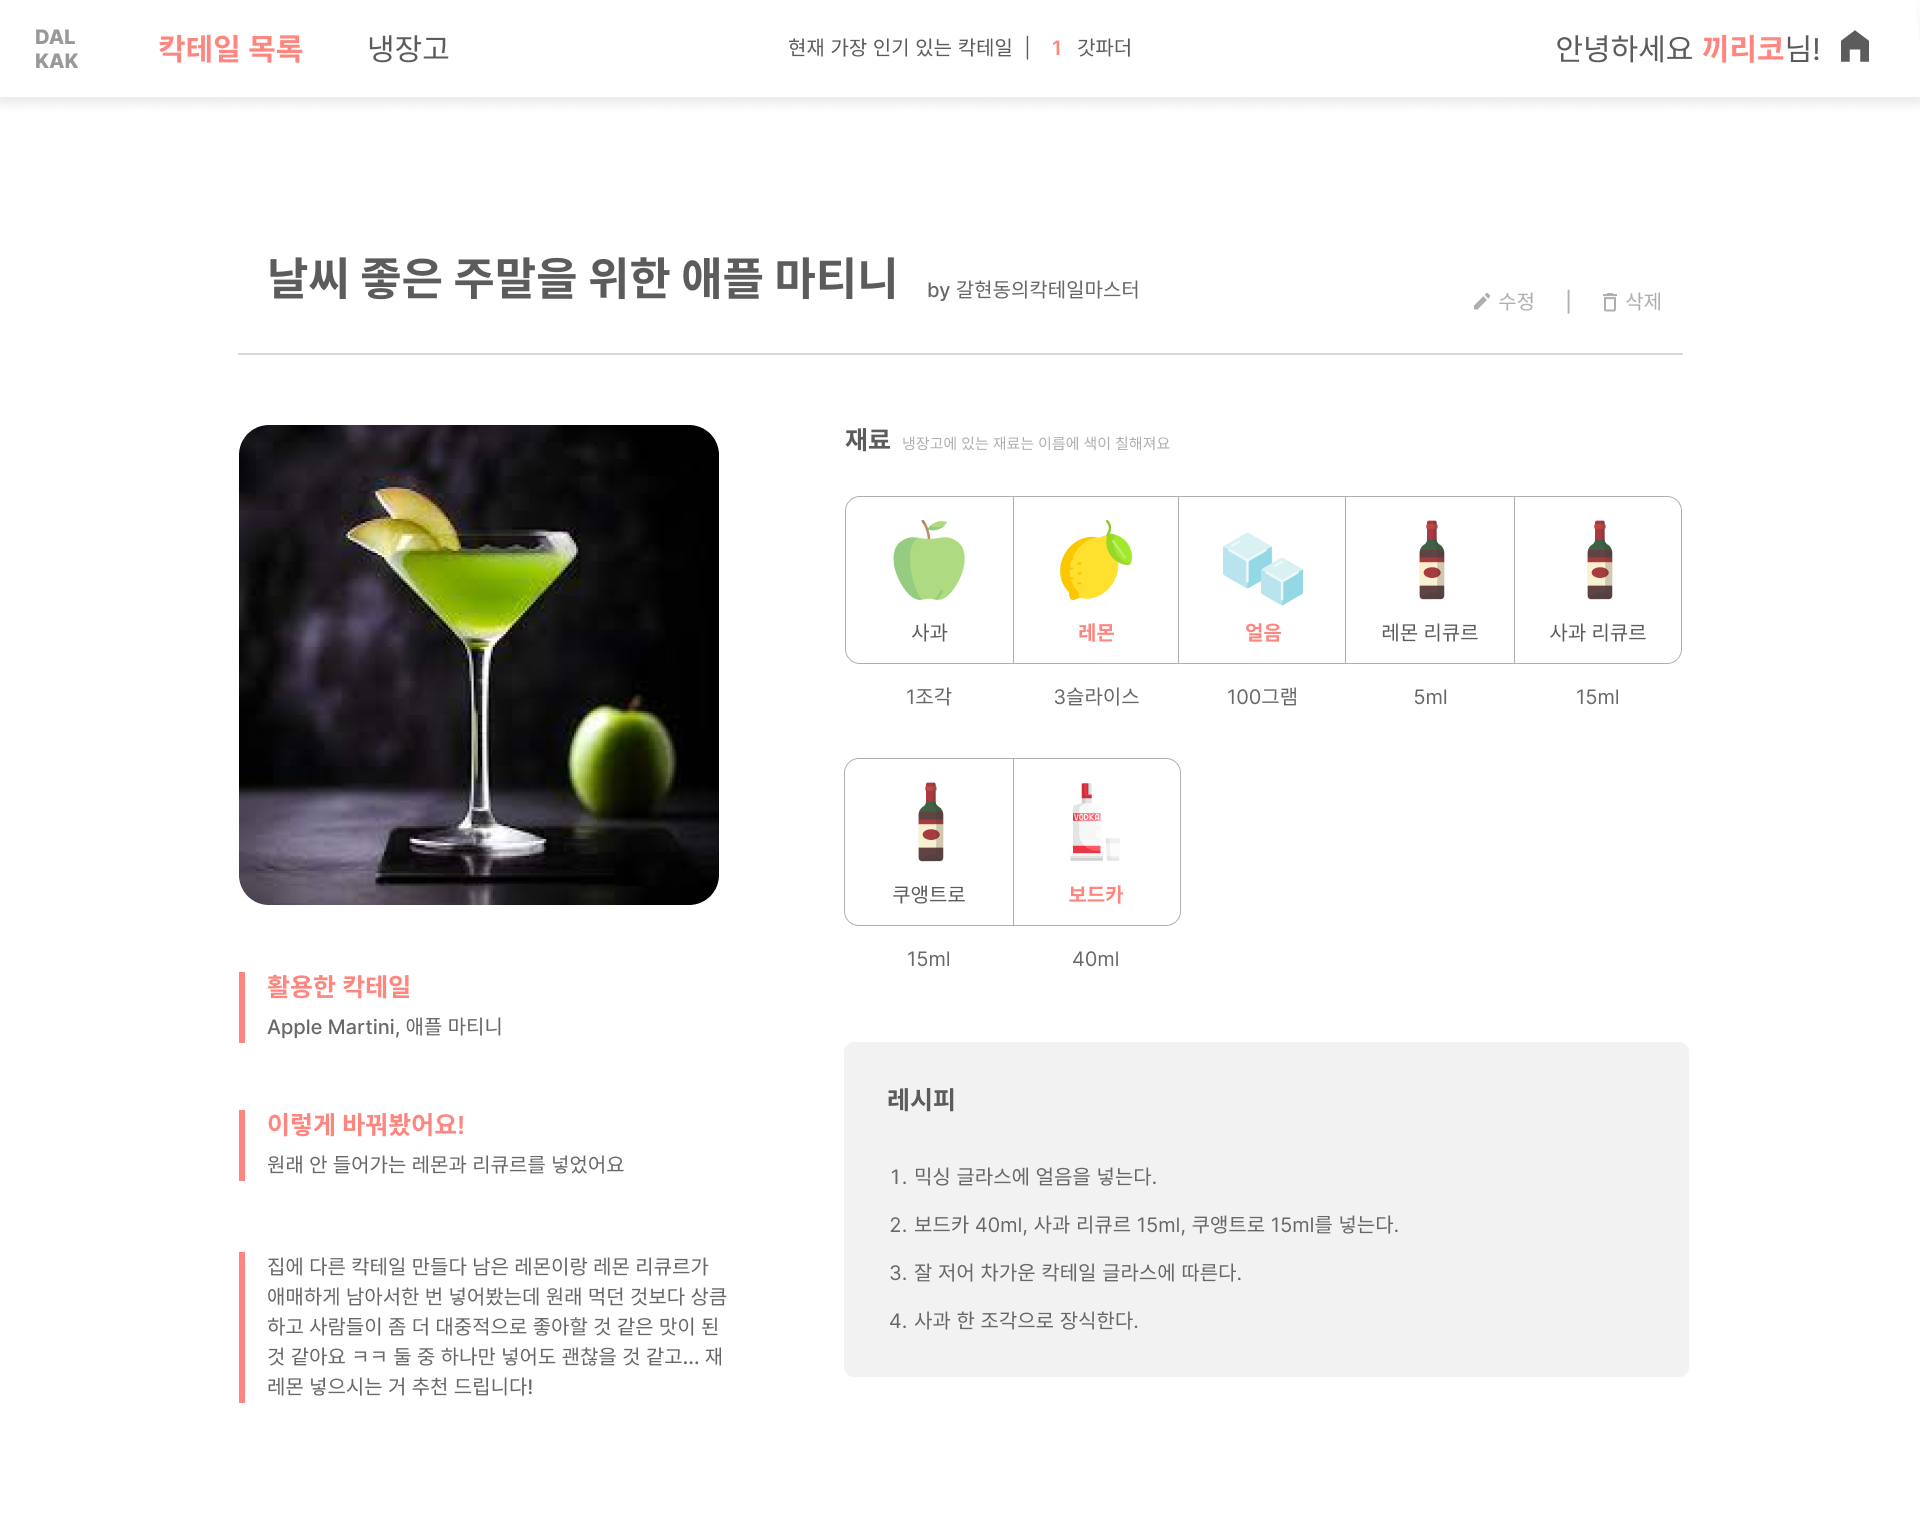 DAL
KAK
칵테일 목록
냉장고
현재 가장 인기 있는 칵테일 | 1 갓파더
안녕하세요 끼리코님!
날씨 좋은 주말을 위한 애플 마티니 by 갈현동의칵테일마스터
수정 | 삭제
재료 냉장고에 있는 재료는 이름에 색이 칠해져요
사과 레몬 얼음 레몬 리큐르 사과 리큐르
1조각 3슬라이스 100그램 5ml 15ml
VODKA
쿠앵트로 보드카
15ml 40ml
활용한 칵테일
Apple Martini, 애플 마티니
이렇게 바꿔봤어요!
원래 안 들어가는 레몬과 리큐르를 넣었어요
집에 다른 칵테일 만들다 남은 레몬이랑 레몬 리큐르가
애매하게 남아서한 번 넣어봤는데 원래 먹던 것보다 상큼
하고 사람들이 좀 더 대중적으로 좋아할 것 같은 맛이 된
것 같아요 ㅋㅋ 둘 중 하나만 넣어도 괜찮을 것 같고... 재
레몬 넣으시는 거 추천 드립니다!
레시피
1. 믹싱 글라스에 얼음을 넣는다.
2. 보드카 40ml, 사과 리큐르 15ml, 쿠앵트로 15ml를 넣는다.
3. 잘 저어 차가운 칵테일 글라스에 따른다.
4. 사과 한 조각으로 장식한다.